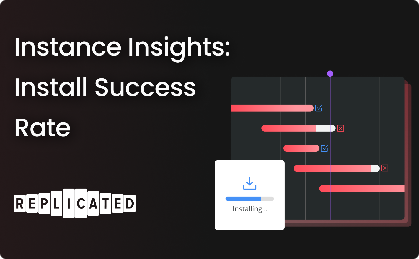 Instance Insights:
Install Success
Rate
Installing...
REPLICATED